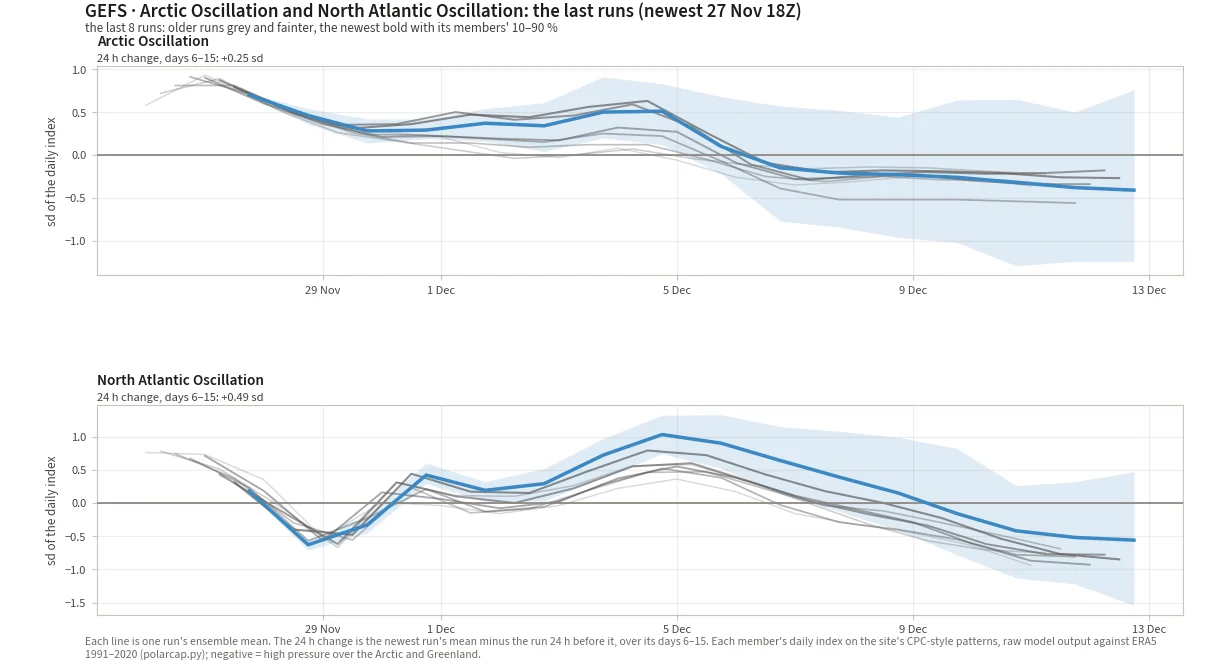 GEFS · Arctic Oscillation and North Atlantic Oscillation: the last runs (newest 27 Nov 18Z)
the last 8 runs: older runs grey and fainter, the newest bold with its members' 10–90 %
Arctic Oscillation
24 h change, days 6–15: +0.25 sd
1.0
0.5
0.0
−0.5
−1.0
sd of the daily index
29 Nov
1 Dec
5 Dec
9 Dec
13 Dec
North Atlantic Oscillation
24 h change, days 6–15: +0.49 sd
1.0
0.5
0.0
−0.5
−1.0
−1.5
sd of the daily index
29 Nov
1 Dec
5 Dec
9 Dec
13 Dec
Each line is one run's ensemble mean. The 24 h change is the newest run's mean minus the run 24 h before it, over its days 6–15. Each member's daily index on the site's CPC-style patterns, raw model output against ERA5
1991–2020 (polarcap.py); negative = high pressure over the Arctic and Greenland.